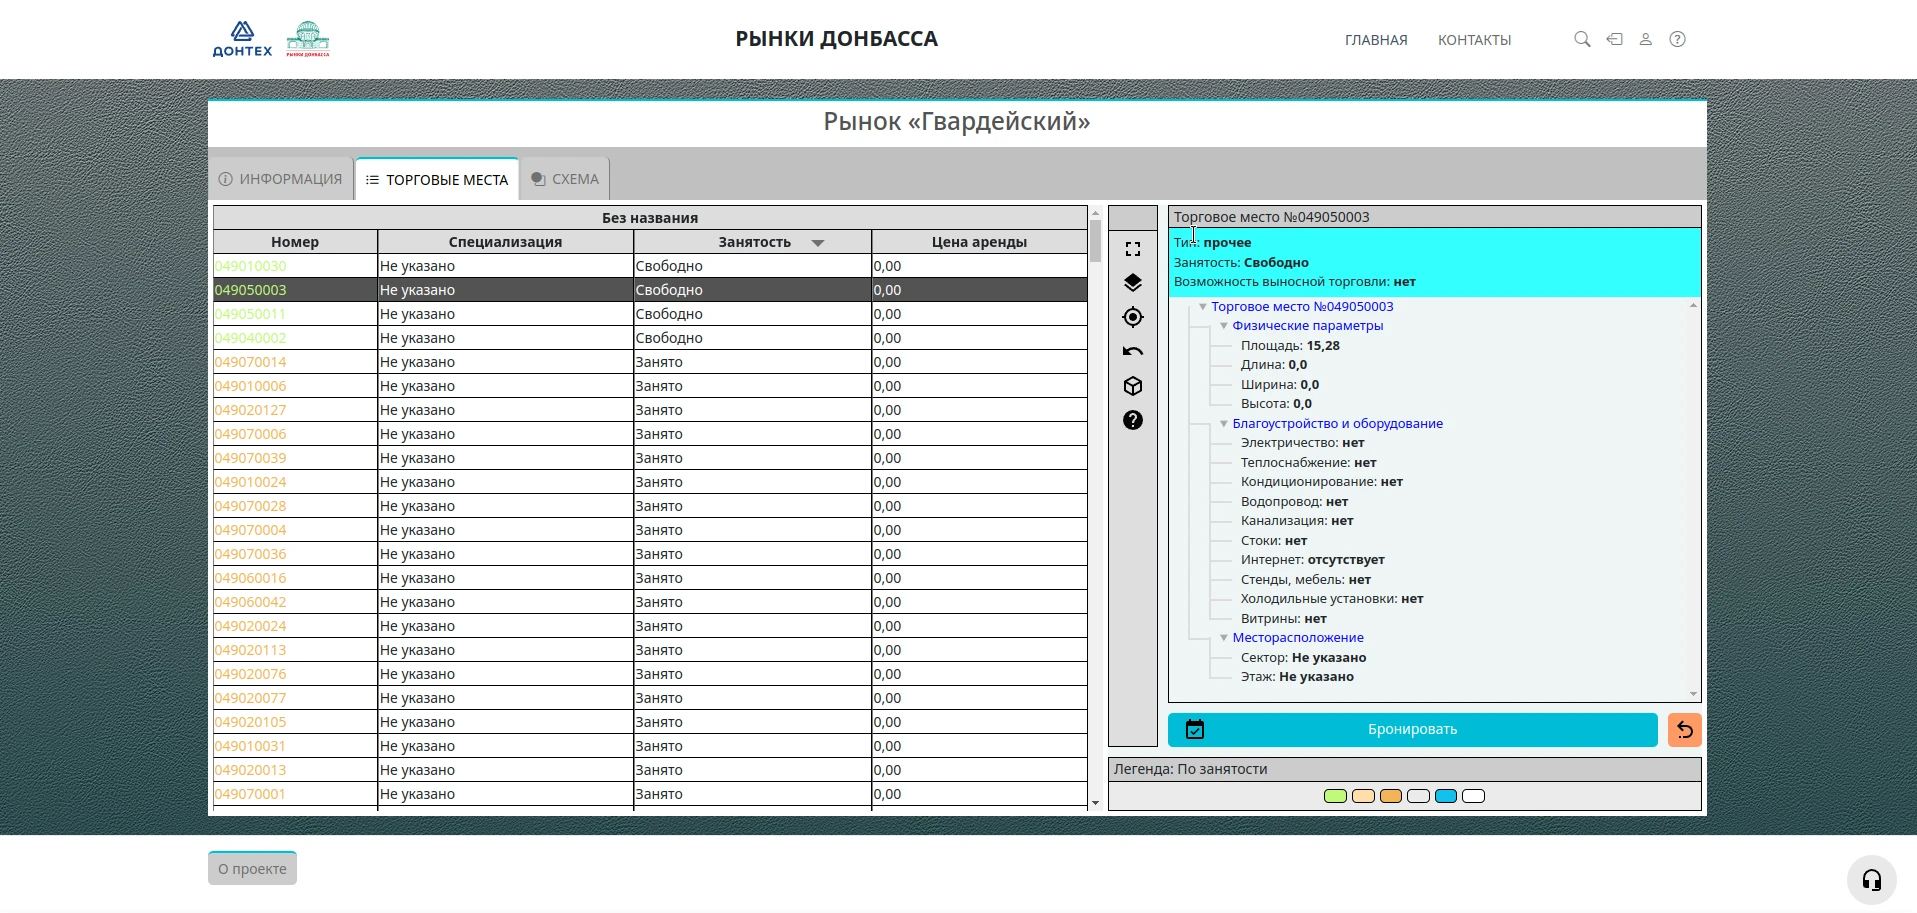 ДОНТЕХ
РЫНКИ ДОНБАССА
РЫНКИ ДОНБАССА
ГЛАВНАЯ КОНТАКТЫ
Рынок «Гвардейский»
ИНФОРМАЦИЯ ТОРГОВЫЕ МЕСТА СХЕМА
Без названия
Номер Специализация Занятость Цена аренды
049010030 Не указано Свободно 0,00
049050003 Не указано Свободно 0,00
049050011 Не указано Свободно 0,00
049040002 Не указано Свободно 0,00
049070014 Не указано Занято 0,00
049010006 Не указано Занято 0,00
049020127 Не указано Занято 0,00
049070006 Не указано Занято 0,00
049070039 Не указано Занято 0,00
049010024 Не указано Занято 0,00
049070028 Не указано Занято 0,00
049070004 Не указано Занято 0,00
049070036 Не указано Занято 0,00
049060016 Не указано Занято 0,00
049060042 Не указано Занято 0,00
049020024 Не указано Занято 0,00
049020113 Не указано Занято 0,00
049020076 Не указано Занято 0,00
049020077 Не указано Занято 0,00
049020105 Не указано Занято 0,00
049010031 Не указано Занято 0,00
049020013 Не указано Занято 0,00
049070001 Не указано Занято 0,00
Торговое место №049050003
Тип: прочее
Занятость: Свободно
Возможность выносной торговли: нет
Торговое место №049050003
Физические параметры
Площадь: 15,28
Длина: 0,0
Ширина: 0,0
Высота: 0,0
Благоустройство и оборудование
Электричество: нет
Теплоснабжение: нет
Кондиционирование: нет
Водопровод: нет
Канализация: нет
Стоки: нет
Интернет: отсутствует
Стенды, мебель: нет
Холодильные установки: нет
Витрины: нет
Месторасположение
Сектор: Не указано
Этаж: Не указано
Бронировать
Легенда: По занятости
О проекте